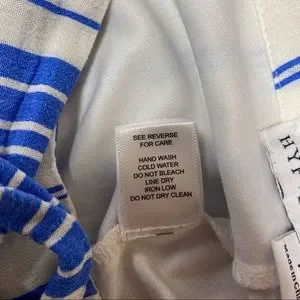 SEE REVERSE
FOR CARE
HAND WASH
COLD WATER
DO NOT BLEACH
LINE DRY
IRON LOW
DO NOT DRY CLEAN